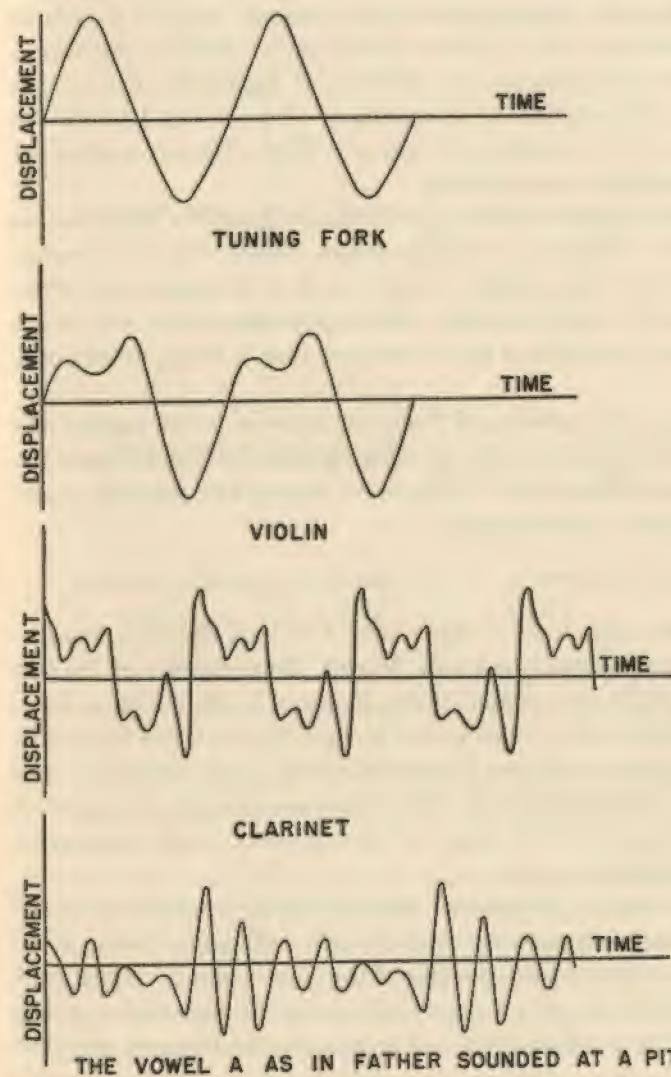 DISPLACEMENT
TIME
TUNING FORK
DISPLACEMENT
TIME
VIOLIN
DISPLACEMENT
TIME
CLARINET
DISPLACEMENT
TIME
THE VOWEL A AS IN FATHER SOUNDED AT A